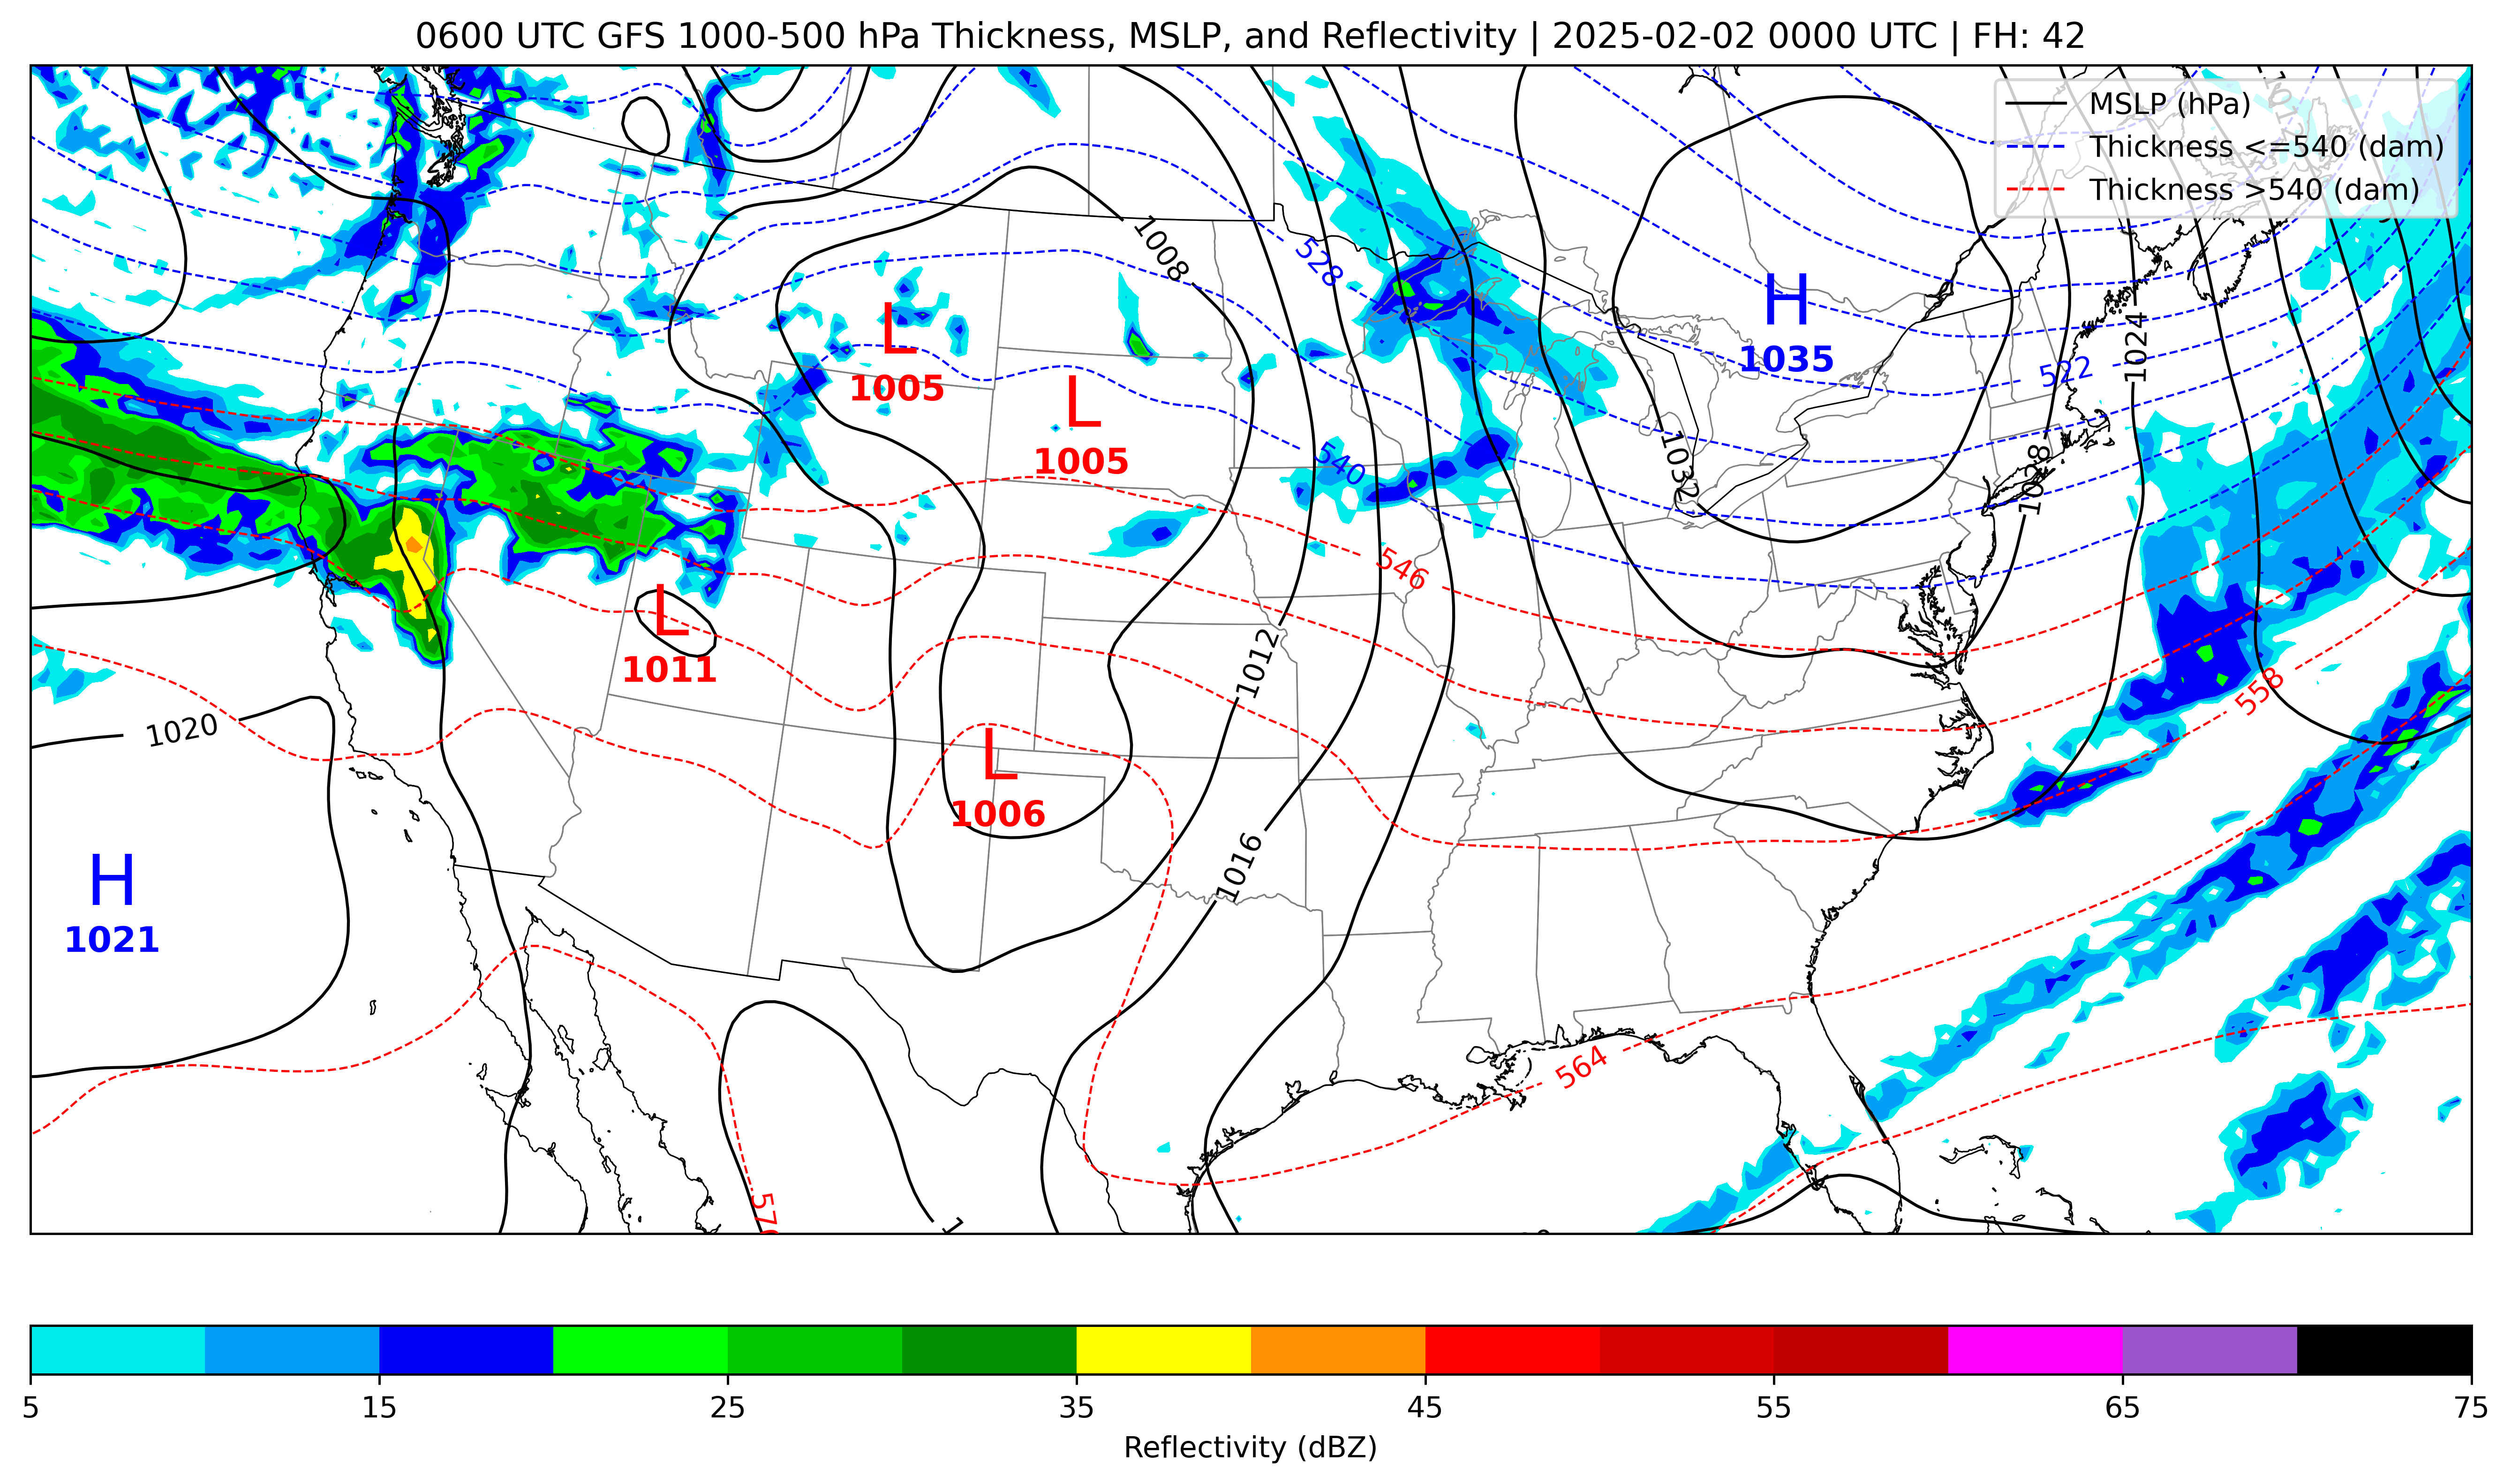 0600 UTC GFS 1000-500 hPa Thickness, MSLP, and Reflectivity | 2025-02-02 0000 UTC | FH: 42
MSLP (hPa)
Thickness <=540 (dam)
Thickness >540 (dam)
1012
1008
528
H
1035
L
1005
1024
522
L
1005
540
1032
1028
546
L
1011
1012
558
1020
L
1006
1016
H
1021
564
576
5 15 25 35 45 55 65 75
Reflectivity (dBZ)